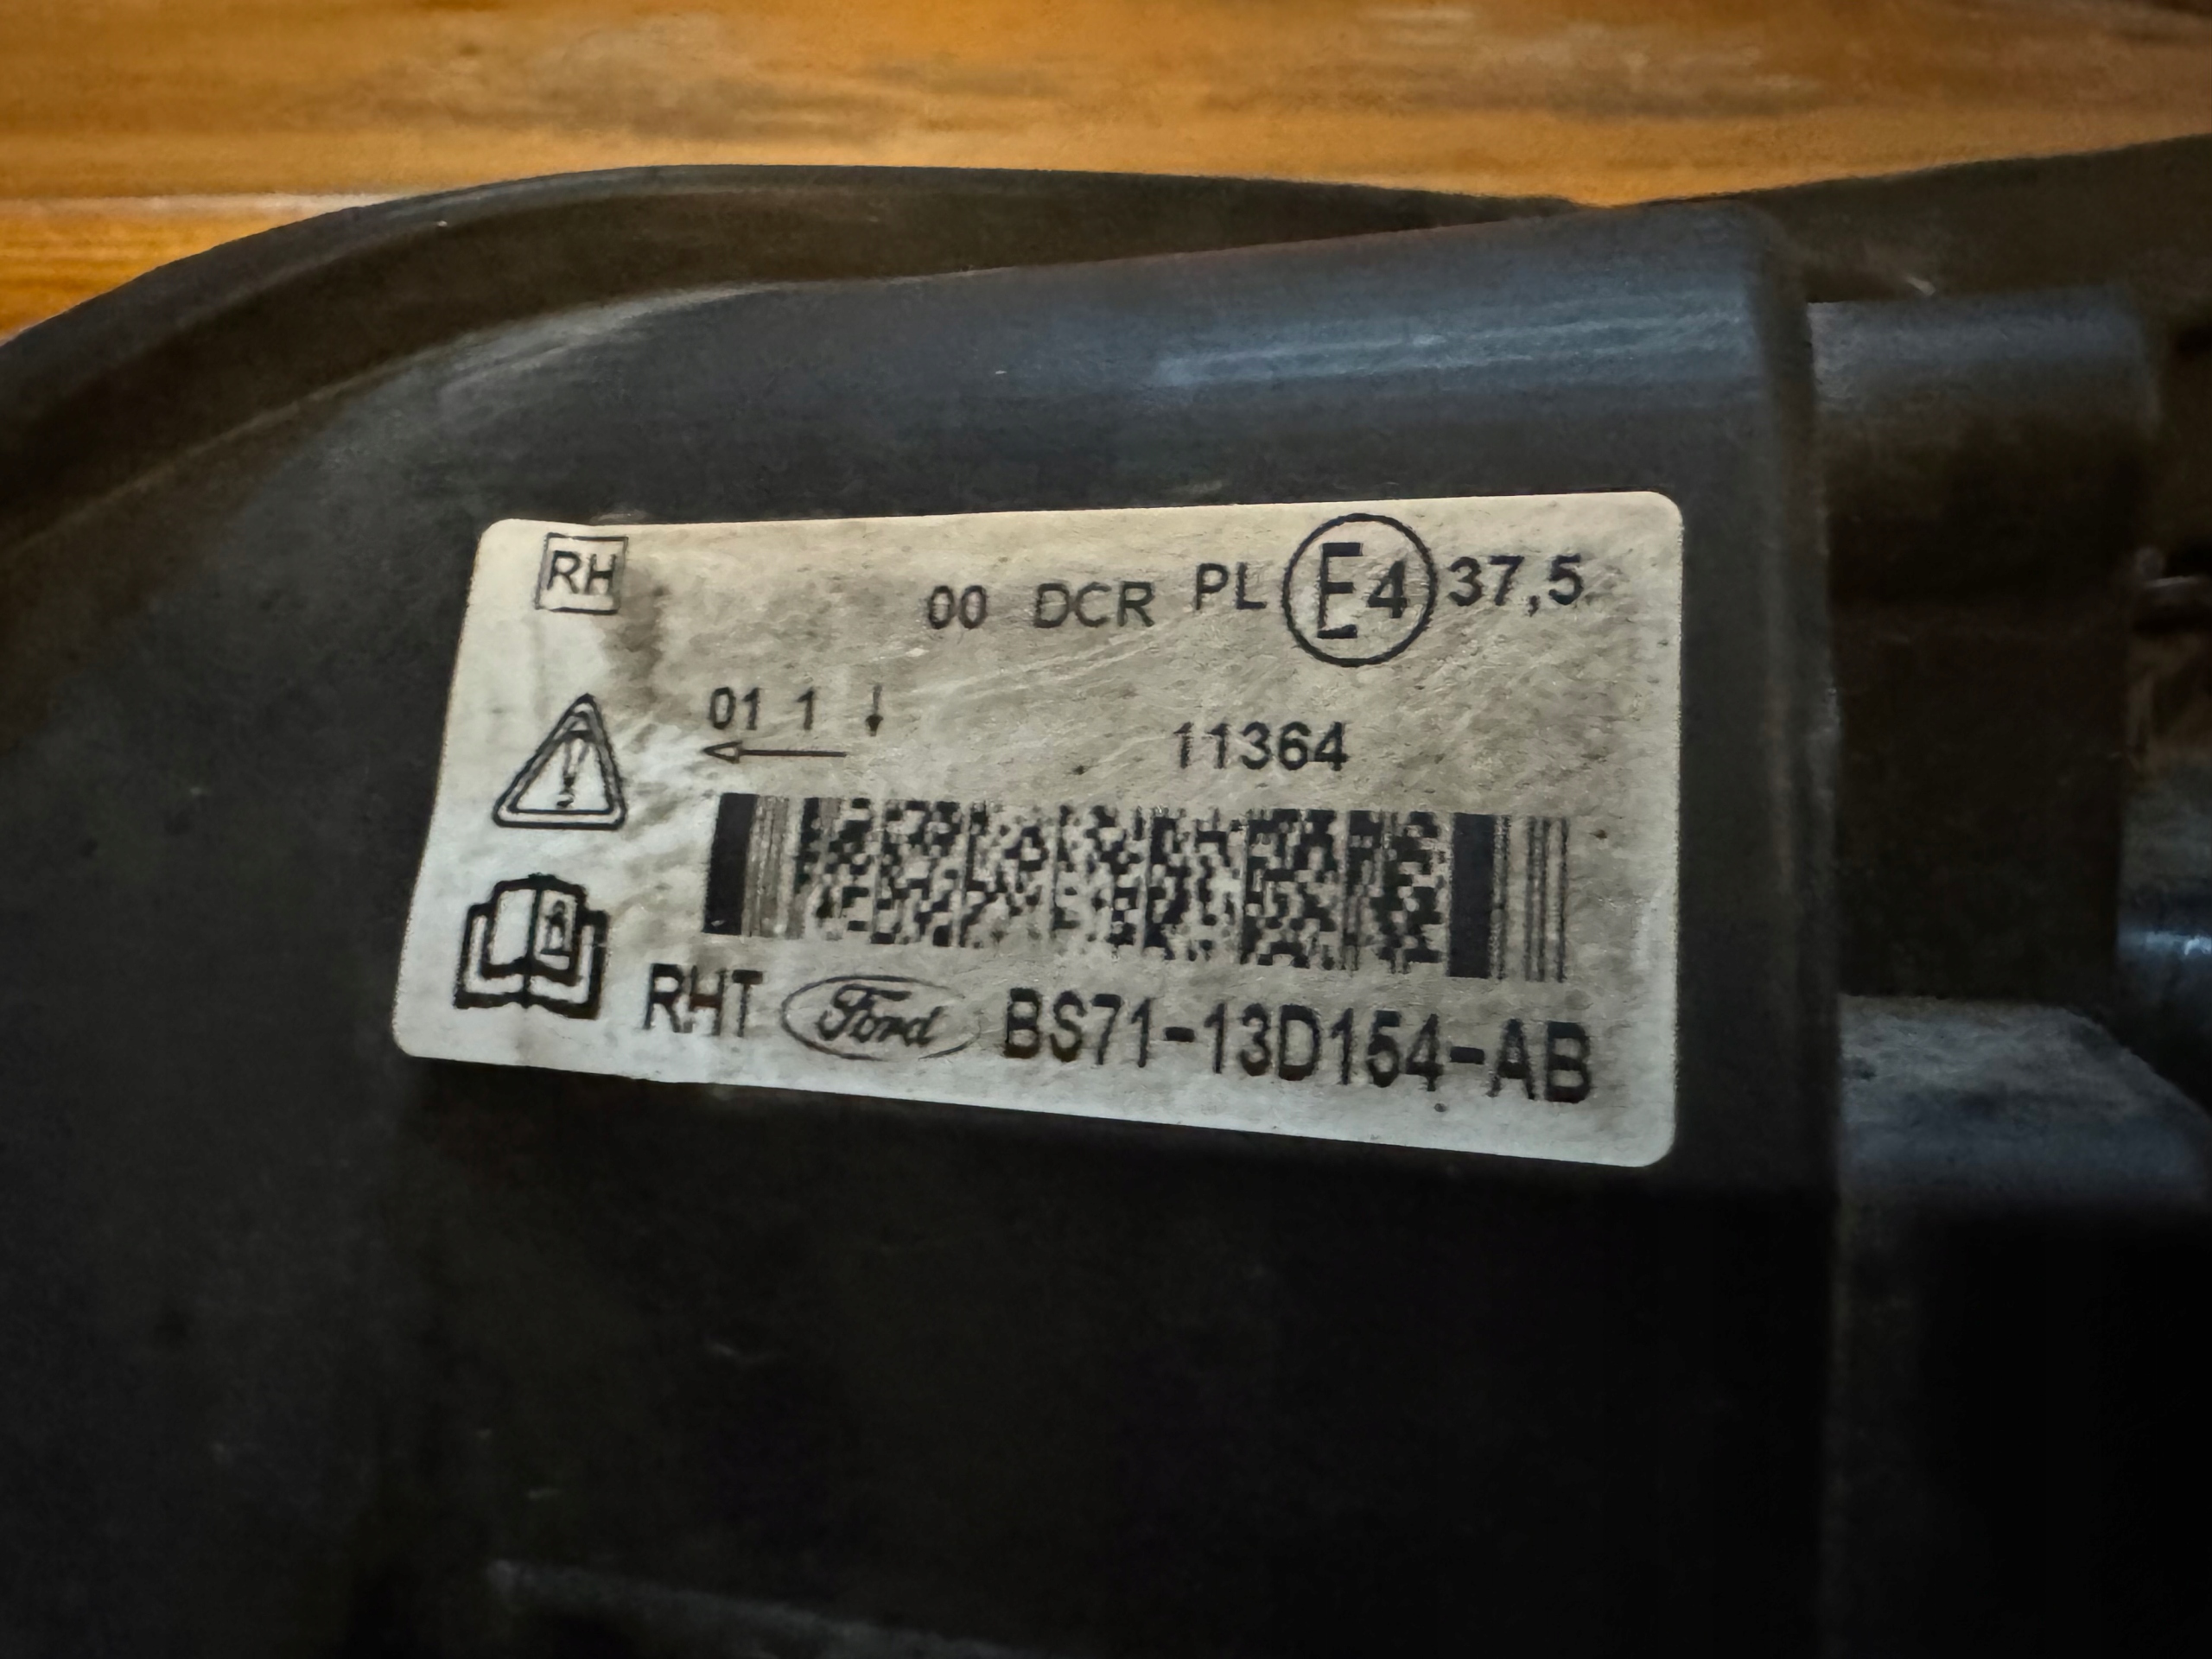 RH
00 DCR PL E4 37,5
01 1
11364
RHT Ford BS71-13D154-AB